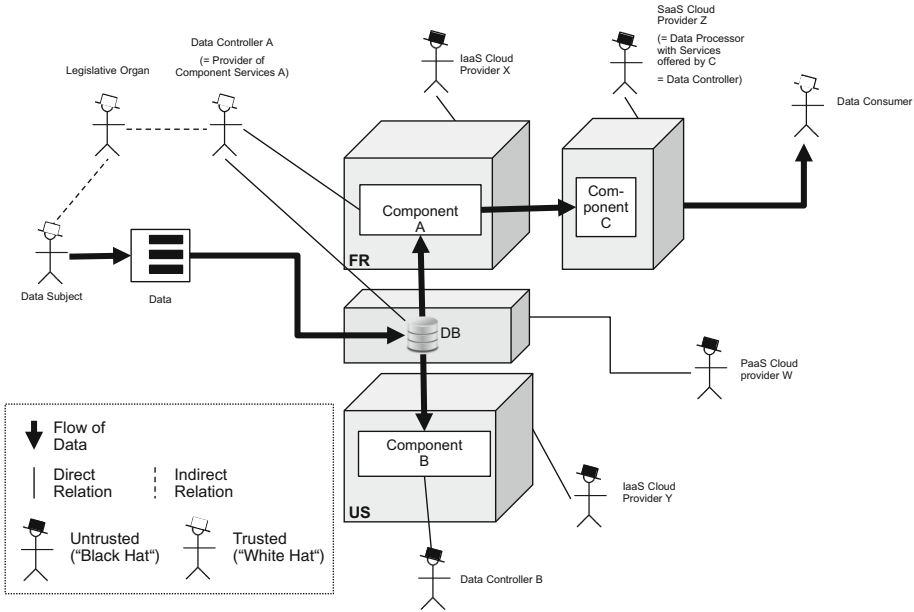 SaaS Cloud
Provider Z
(= Data Processor
with Services
offered by C
= Data Controller)
Data Controller A
(= Provider of
Component Services A)
IaaS Cloud
Provider X
Legislative Organ
Data Consumer
Component
A
Com-
ponent
C
FR
Data Subject
Data
DB
PaaS Cloud
provider W
Component
B
US
IaaS Cloud
Provider Y
Data Controller B
Flow of
Data
Direct
Relation
Indirect
Relation
Untrusted
("Black Hat“)
Trusted
("White Hat“)